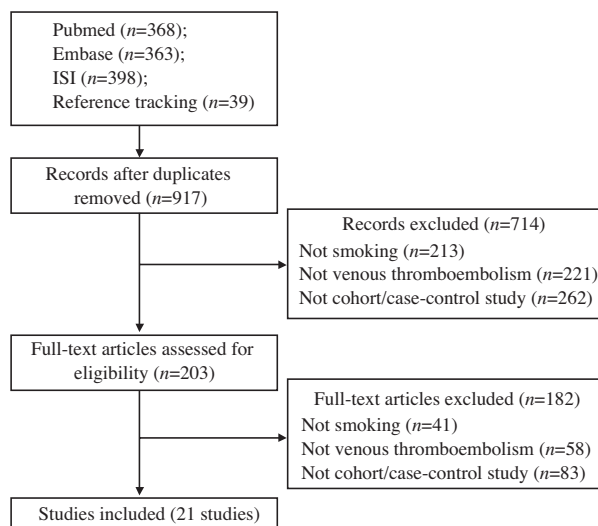 Pubmed (n=368);
Embase (n=363);
ISI (n=398);
Reference tracking (n=39)
Records after duplicates
removed (n=917)
Records excluded (n=714)
Not smoking (n=213)
Not venous thromboembolism (n=221)
Not cohort/case-control study (n=262)
Full-text articles assessed for
eligibility (n=203)
Full-text articles excluded (n=182)
Not smoking (n=41)
Not venous thromboembolism (n=58)
Not cohort/case-control study (n=83)
Studies included (21 studies)